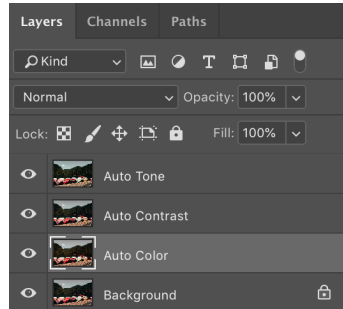 Layers Channels Paths
Kind T
Normal Opacity: 100%
Lock: Fill: 100%
Auto Tone
Auto Contrast
Auto Color
Background